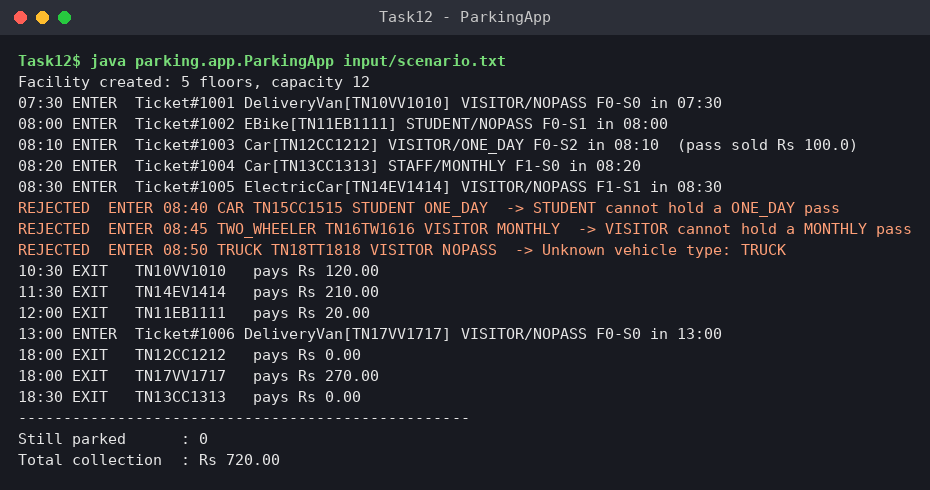 Task12 - ParkingApp
Task12$ java parking.app.ParkingApp input/scenario.txt
Facility created: 5 floors, capacity 12
07:30 ENTER  Ticket#1001 DeliveryVan[TN10VV1010] VISITOR/NOPASS F0-S0 in 07:30
08:00 ENTER  Ticket#1002 EBike[TN11EB1111] STUDENT/NOPASS F0-S1 in 08:00
08:10 ENTER  Ticket#1003 Car[TN12CC1212] VISITOR/ONE_DAY F0-S2 in 08:10  (pass sold Rs 100.0)
08:20 ENTER  Ticket#1004 Car[TN13CC1313] STAFF/MONTHLY F1-S0 in 08:20
08:30 ENTER  Ticket#1005 ElectricCar[TN14EV1414] VISITOR/NOPASS F1-S1 in 08:30
REJECTED  ENTER 08:40 CAR TN15CC1515 STUDENT ONE_DAY  -> STUDENT cannot hold a ONE_DAY pass
REJECTED  ENTER 08:45 TWO_WHEELER TN16TW1616 VISITOR MONTHLY  -> VISITOR cannot hold a MONTHLY pass
REJECTED  ENTER 08:50 TRUCK TN18TT1818 VISITOR NOPASS  -> Unknown vehicle type: TRUCK
10:30 EXIT   TN10VV1010   pays Rs 120.00
11:30 EXIT   TN14EV1414   pays Rs 210.00
12:00 EXIT   TN11EB1111   pays Rs 20.00
13:00 ENTER  Ticket#1006 DeliveryVan[TN17VV1717] VISITOR/NOPASS F0-S0 in 13:00
18:00 EXIT   TN12CC1212   pays Rs 0.00
18:00 EXIT   TN17VV1717   pays Rs 270.00
18:30 EXIT   TN13CC1313   pays Rs 0.00
--------------------------------------------------
Still parked      : 0
Total collection  : Rs 720.00